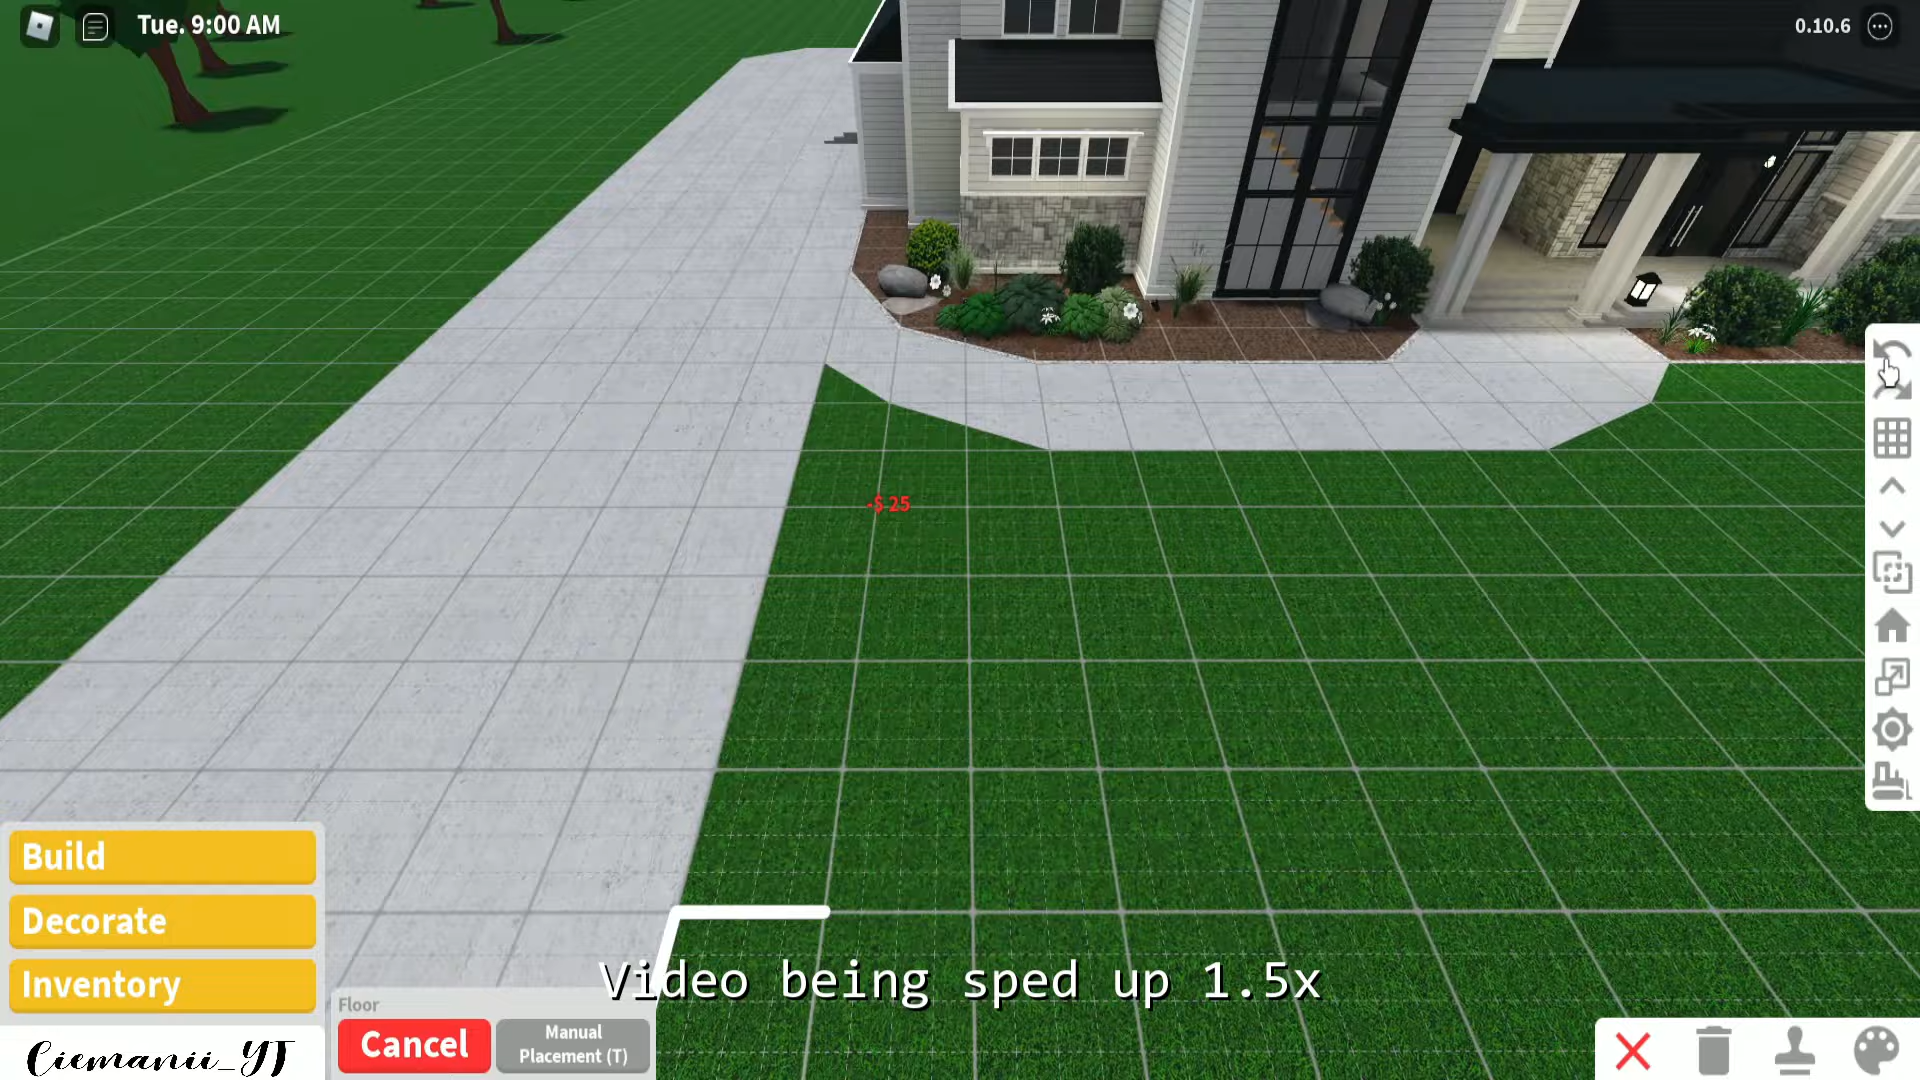 Tue. 9:00 AM
0.10.6
-$ 25
Build
Decorate
Inventory
Video being sped up 1.5x
Floor
Cancel
Manual
Placement (T)
Ciemanii_YT